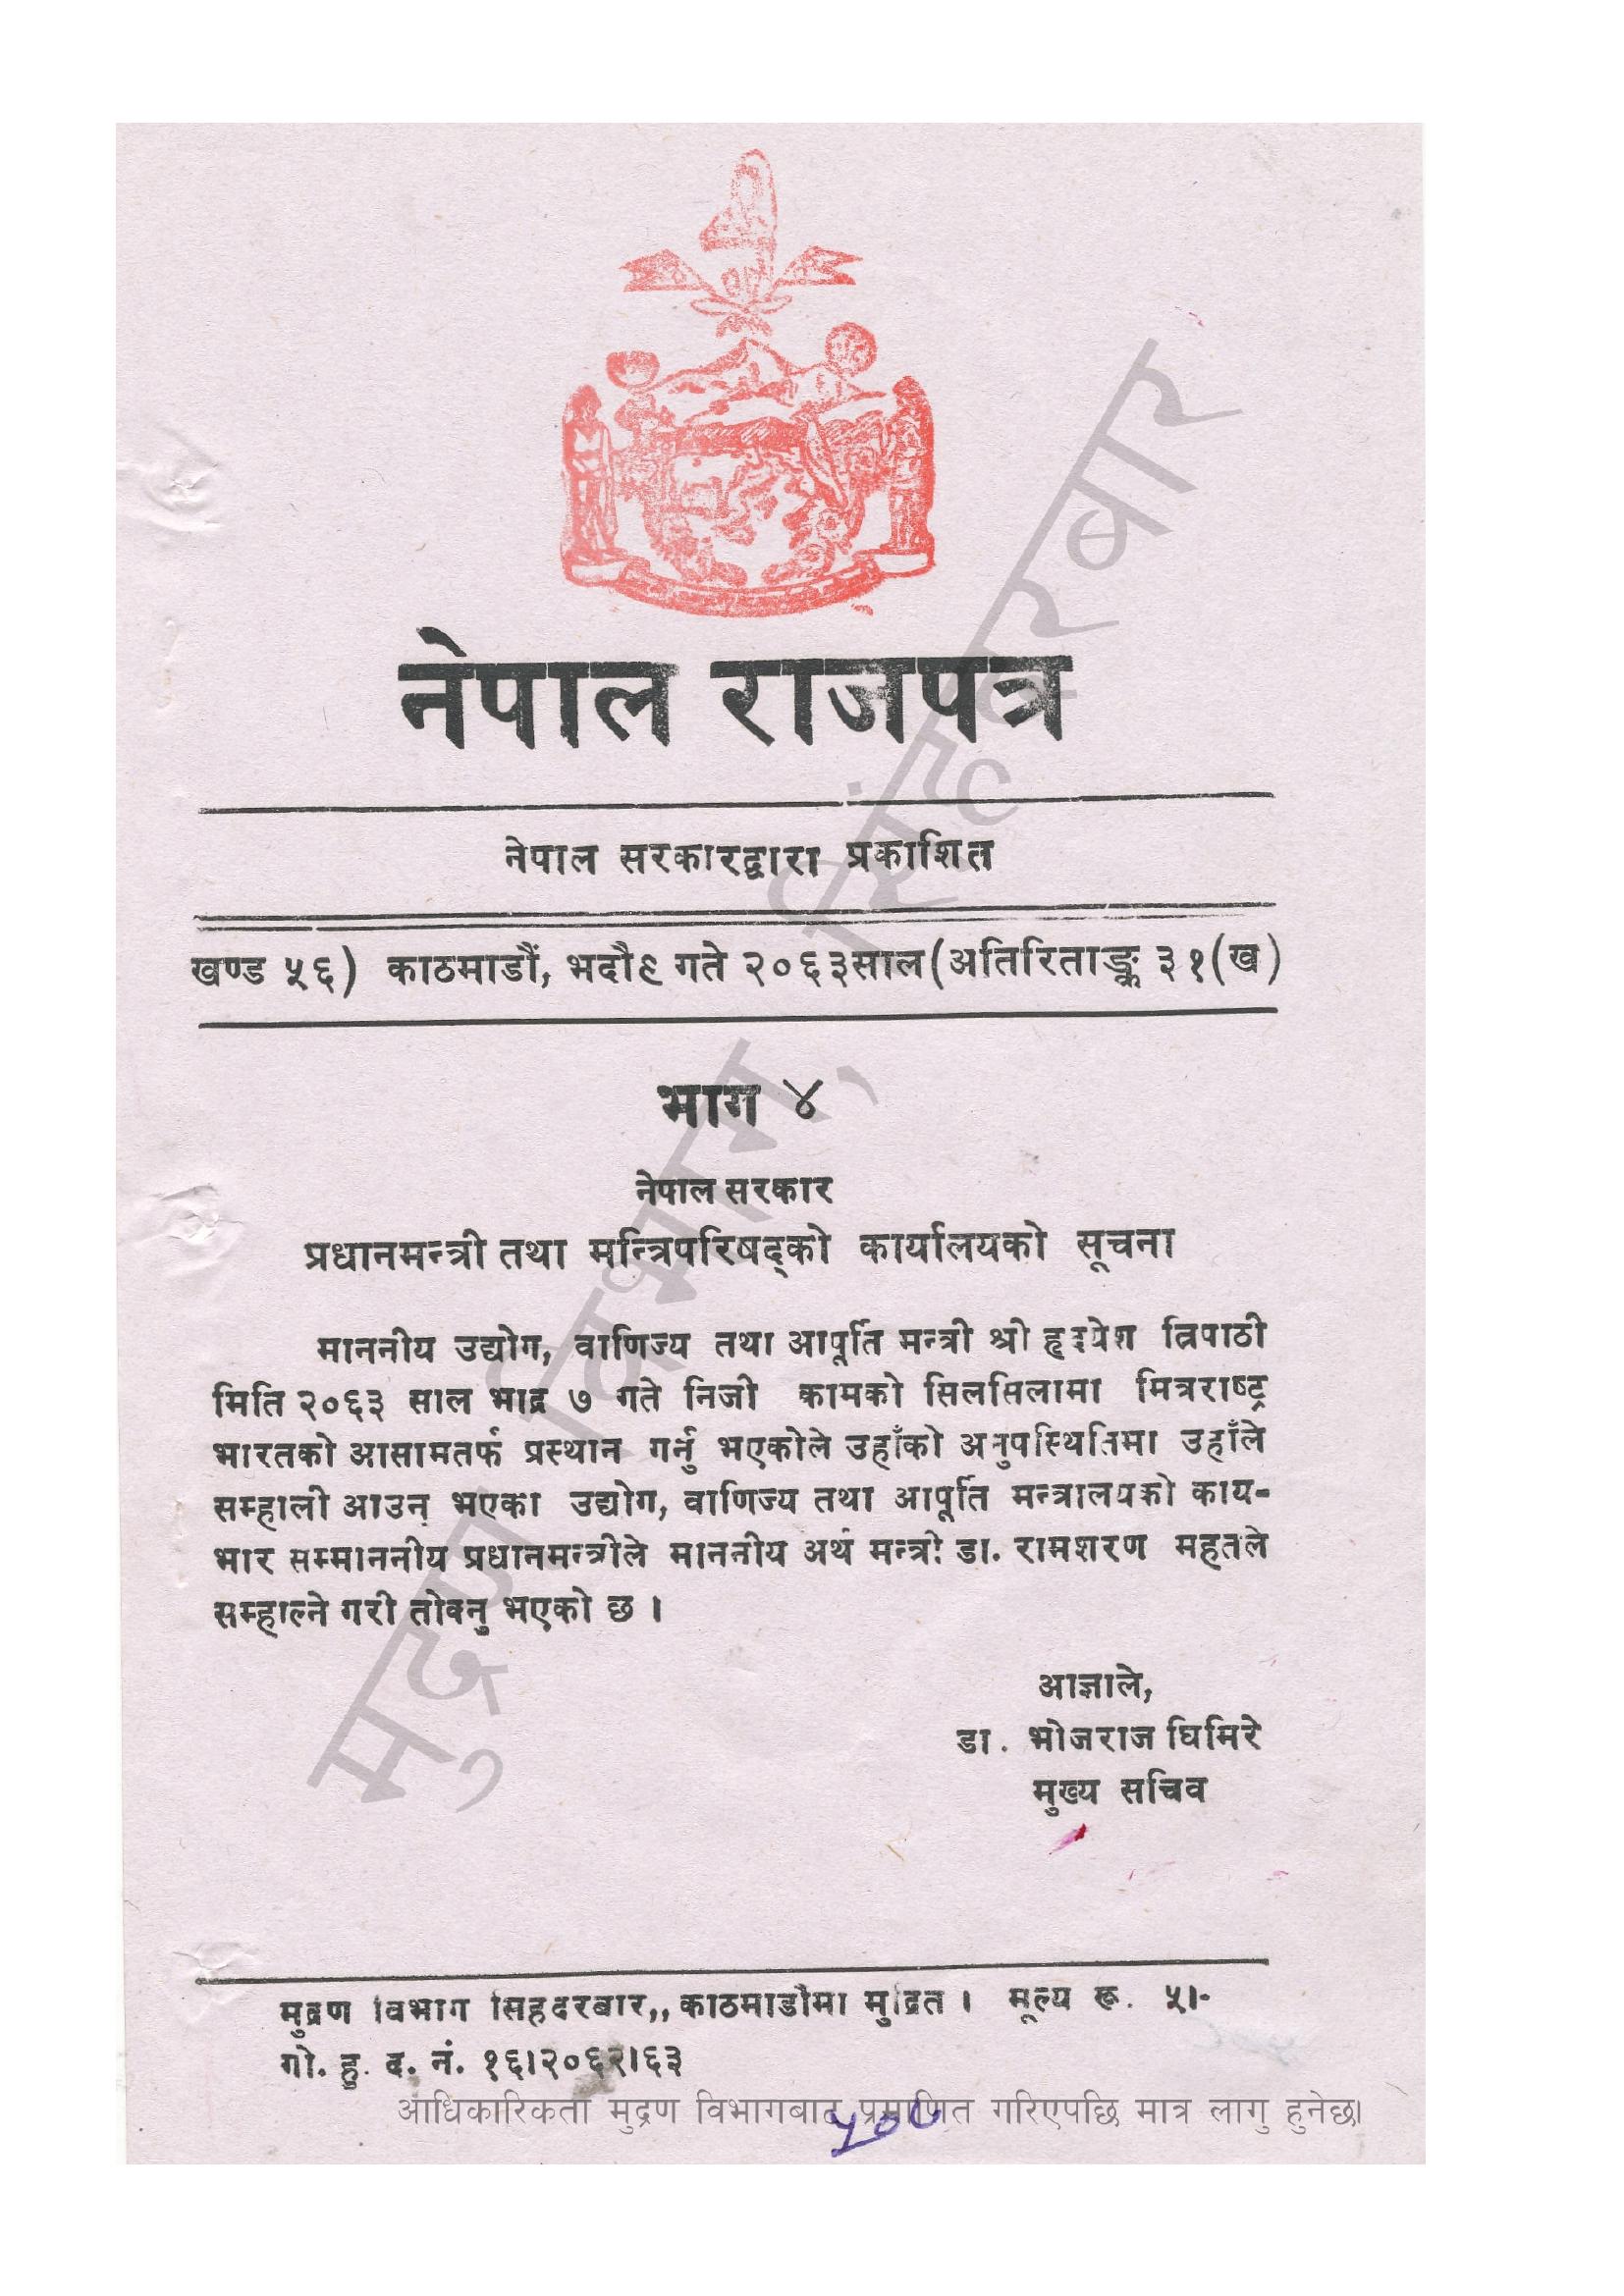 नेपाल राजपत्र
नेपाल सरकारद्वारा प्रकाशित
खण्ड ५६) काठमाडौं, भदौ ९ गते २०६३ साल (अतिरिताङ्क ३१(ख)
भाग ४
नेपाल सरकार
प्रधानमन्त्री तथा मन्त्रिपरिषद्को कार्यालयको सूचना
माननीय उद्योग, वाणिज्य तथा आपूर्ति मन्त्री श्री हृदयेश त्रिपाठी
मिति २०६३ साल भाद्र ७ गते निजी कामको सिलसिलामा मित्रराष्ट्र
भारतको आसामतर्फ प्रस्थान गर्नु भएकोले उहाँको अनुपस्थितिमा उहाँले
सम्हाली आउनु भएका उद्योग, वाणिज्य तथा आपूर्ति मन्त्रालयको काय-
भार सम्माननीय प्रधानमन्त्रीले माननीय अर्थ मन्त्री डा. रामशरण महतले
सम्हाल्ने गरी तोक्नु भएको छ ।
आज्ञाले,
डा. भोजराज घिमिरे
मुख्य सचिव
मुद्रण विभाग सिंहदरबार,, काठमाडौंमा मुद्रित । मूल्य रू. ५।-
गो. हु. द. नं. १६।२०६२।६३
आधिकारिकता मुद्रण विभागबाट प्रमाणित गरिएपछि मात्र लागु हुनेछ।
५००
मुद्रण विभाग, सिंहदरबार